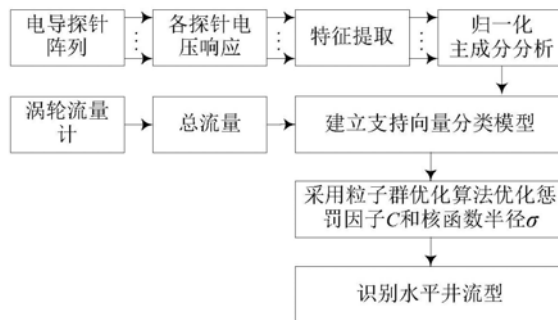 电导探针
阵列
各探针电
压响应
特征提取
归一化
主成分分析
涡轮流量
计
总流量
建立支持向量分类模型
采用粒子群优化算法优化惩
罚因子C和核函数半径σ
识别水平井流型